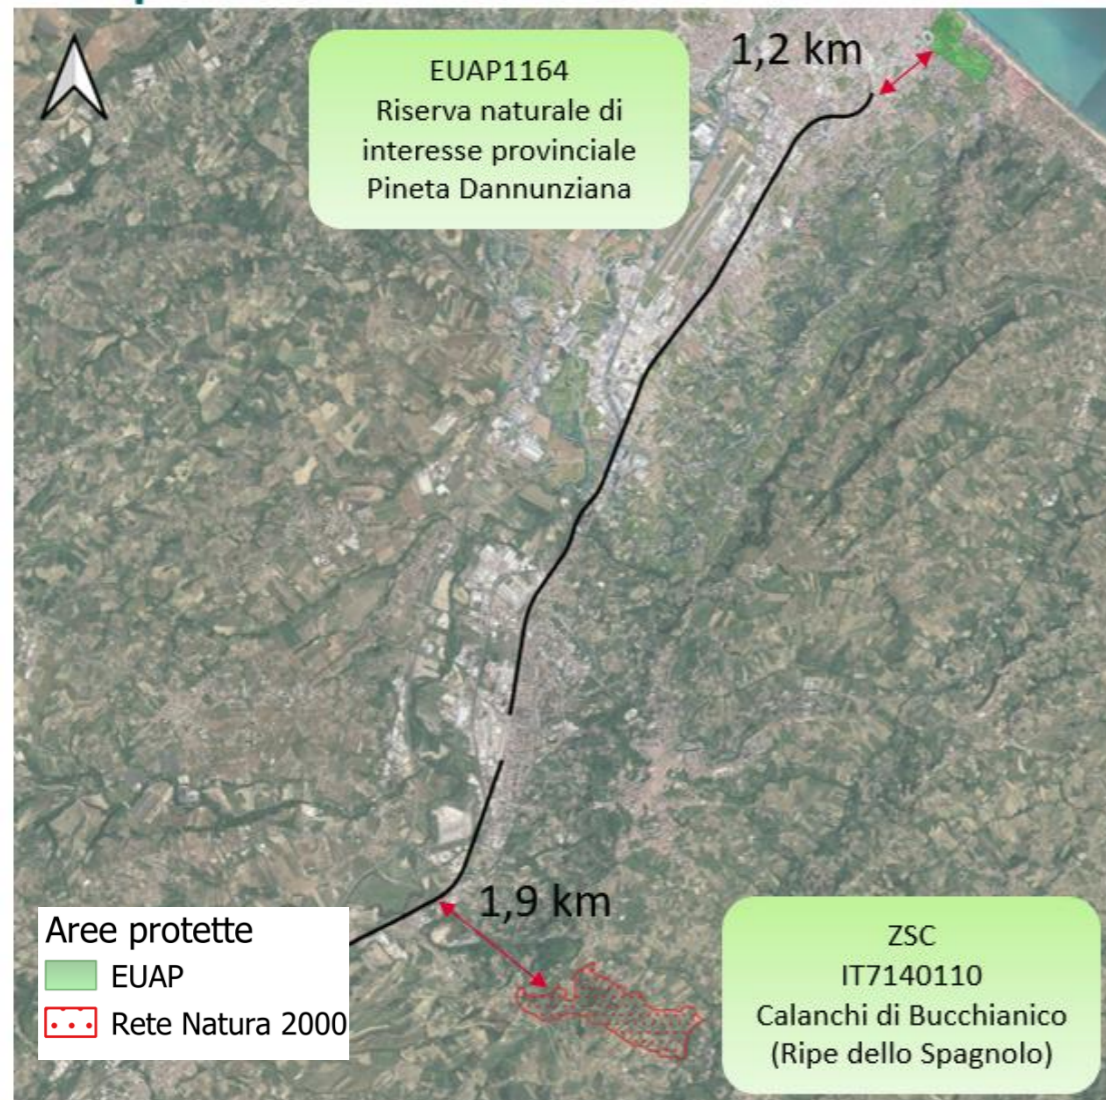 EUAP1164
Riserva naturale di
interesse provinciale
Pineta Dannunziana
1,2 km
1,9 km
Aree protette
EUAP
Rete Natura 2000
ZSC
IT7140110
Calanchi di Bucchianico
(Ripe dello Spagnolo)